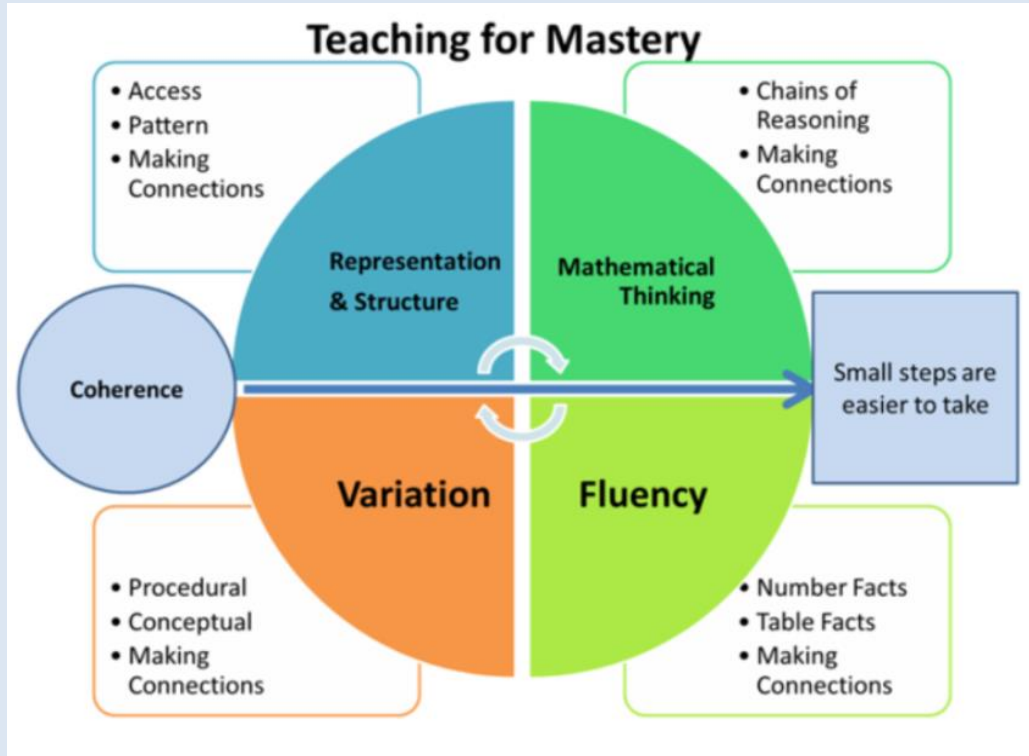 Teaching for Mastery
• Access
• Pattern
• Making
Connections
• Chains of
Reasoning
• Making
Connections
Representation
& Structure
Mathematical
Thinking
Coherence
Small steps are
easier to take
Variation
Fluency
• Procedural
• Conceptual
• Making
Connections
• Number Facts
• Table Facts
• Making
Connections